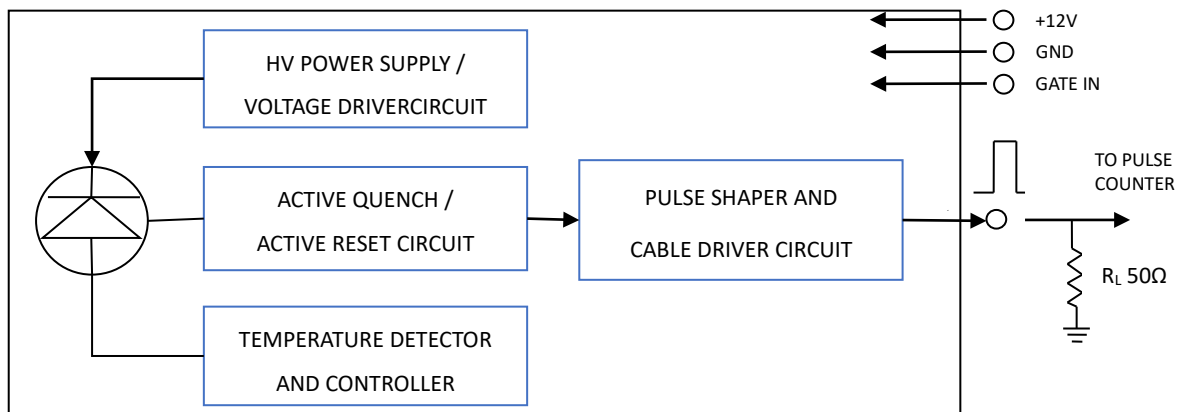 HV POWER SUPPLY /
VOLTAGE DRIVERCIRCUIT
+12V
GND
GATE IN
ACTIVE QUENCH /
ACTIVE RESET CIRCUIT
PULSE SHAPER AND
CABLE DRIVER CIRCUIT
TO PULSE
COUNTER
RL 50Ω
TEMPERATURE DETECTOR
AND CONTROLLER